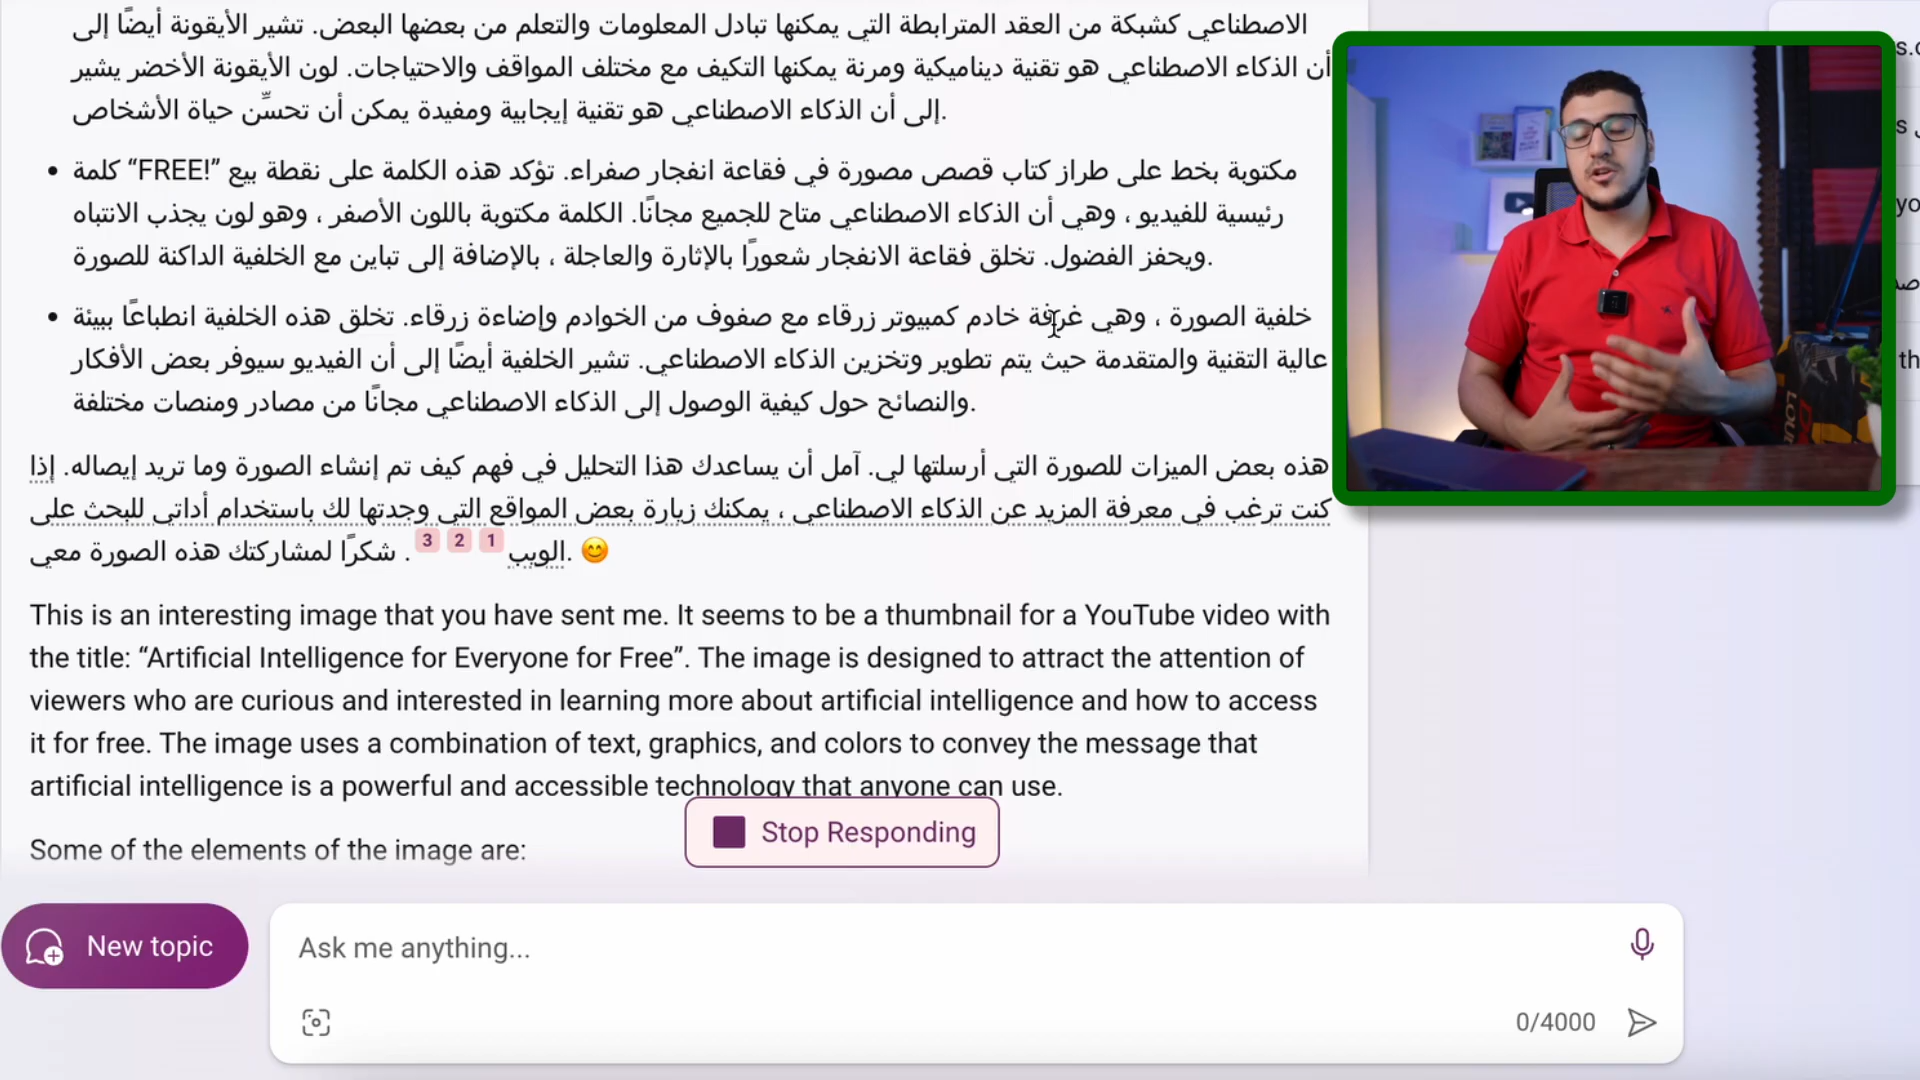 الاصطناعي كشبكة من العقد المترابطة التي يمكنها تبادل المعلومات والتعلم من بعضها البعض. تشير الأيقونة أيضًا إلى
أن الذكاء الاصطناعي هو تقنية ديناميكية ومرنة يمكنها التكيف مع مختلف المواقف والاحتياجات. لون الأيقونة الأخضر يشير
إلى أن الذكاء الاصطناعي هو تقنية إيجابية ومفيدة يمكن أن تحسِّن حياة الأشخاص.
كلمة “FREE!” مكتوبة بخط على طراز كتاب قصص مصورة في فقاعة انفجار صفراء. تؤكد هذه الكلمة على نقطة بيع
رئيسية للفيديو ، وهي أن الذكاء الاصطناعي متاح للجميع مجانًا. الكلمة مكتوبة باللون الأصفر ، وهو لون يجذب الانتباه
ويحفز الفضول. تخلق فقاعة الانفجار شعورًا بالإثارة والعاجلة ، بالإضافة إلى تباين مع الخلفية الداكنة للصورة.
خلفية الصورة ، وهي غرفة خادم كمبيوتر زرقاء مع صفوف من الخوادم وإضاءة زرقاء. تخلق هذه الخلفية انطباعًا ببيئة
عالية التقنية والمتقدمة حيث يتم تطوير وتخزين الذكاء الاصطناعي. تشير الخلفية أيضًا إلى أن الفيديو سيوفر بعض الأفكار
والنصائح حول كيفية الوصول إلى الذكاء الاصطناعي مجانًا من مصادر ومنصات مختلفة.
هذه بعض الميزات للصورة التي أرسلتها لي. آمل أن يساعدك هذا التحليل في فهم كيف تم إنشاء الصورة وما تريد إيصاله. إذا
كنت ترغب في معرفة المزيد عن الذكاء الاصطناعي ، يمكنك زيارة بعض المواقع التي وجدتها لك باستخدام أداتي للبحث على
الويب 1 2 3 . شكرًا لمشاركتك هذه الصورة معي. 😊
This is an interesting image that you have sent me. It seems to be a thumbnail for a YouTube video with
the title: “Artificial Intelligence for Everyone for Free”. The image is designed to attract the attention of
viewers who are curious and interested in learning more about artificial intelligence and how to access
it for free. The image uses a combination of text, graphics, and colors to convey the message that
artificial intelligence is a powerful and accessible technology that anyone can use.
Stop Responding
Some of the elements of the image are:
New topic
Ask me anything...
0/4000